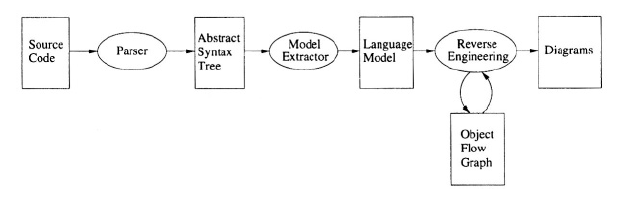 Source
Code
Parser
Abstract
Syntax
Tree
Model
Extractor
Language
Model
Reverse
Engineering
Diagrams
Object
Flow
Graph